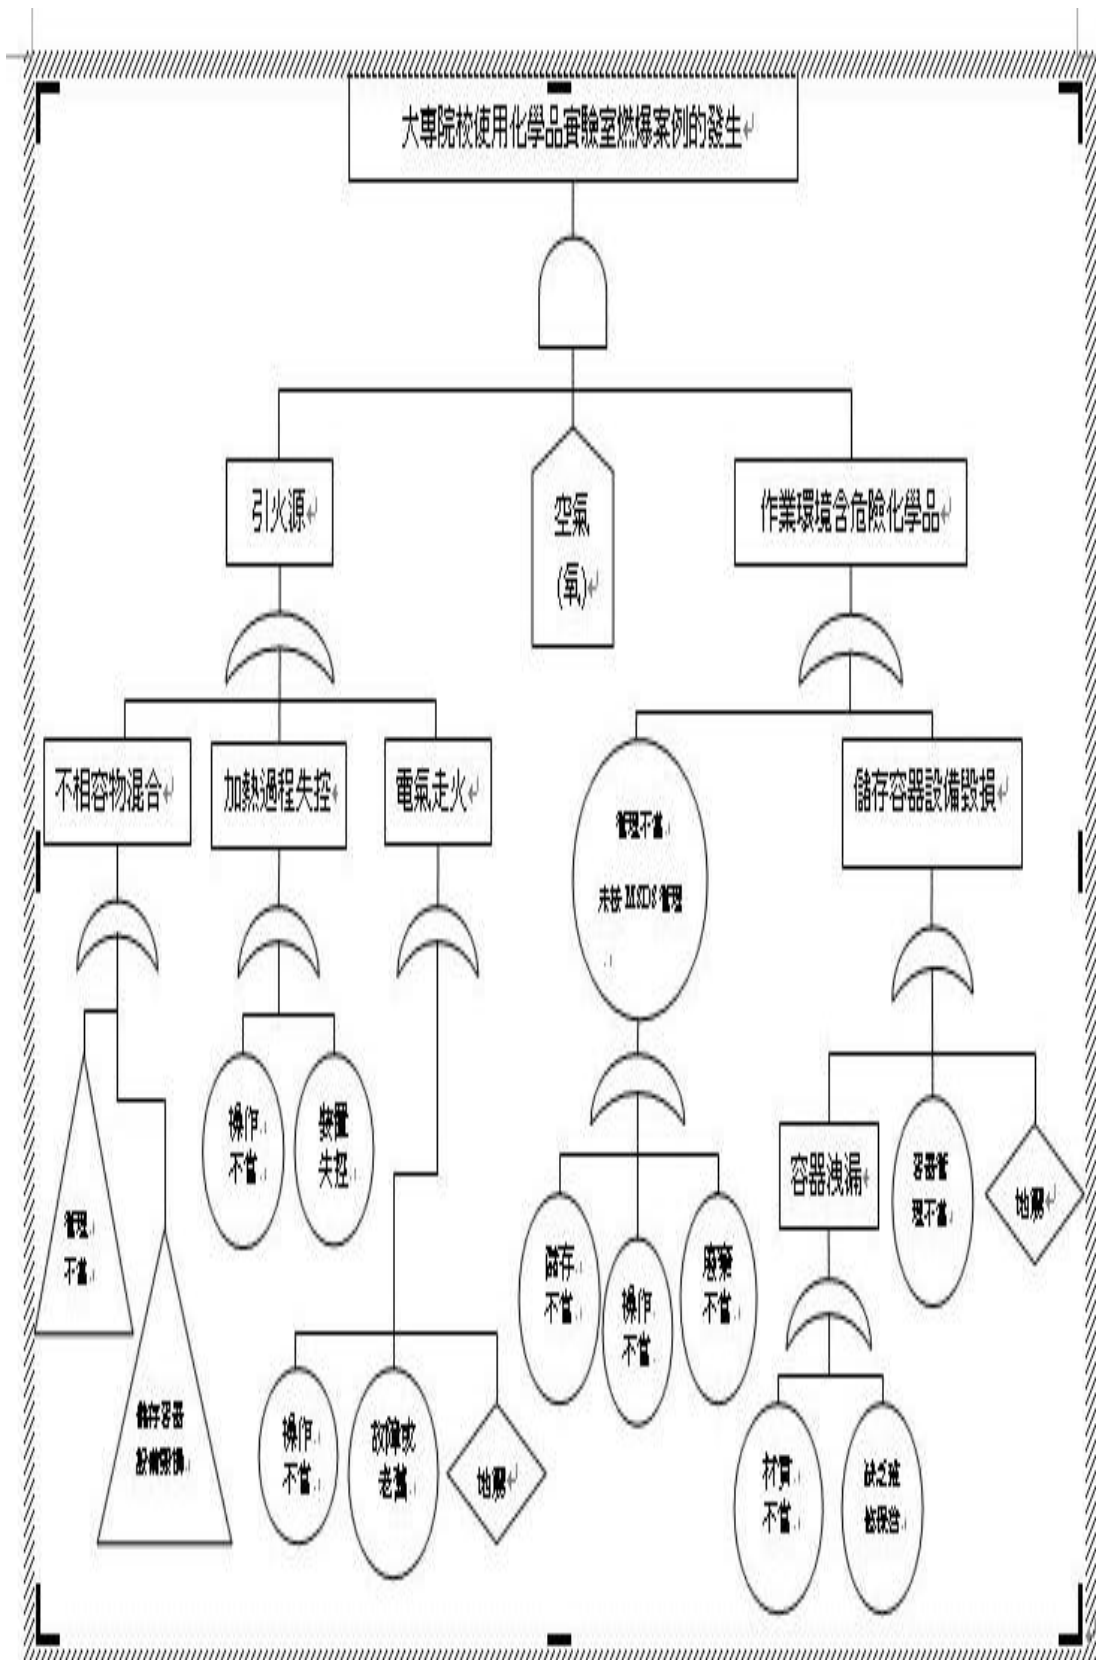 大專院校使用化學品實驗室燃爆案例的發生
引火源
空氣
(氧)
作業環境含危險化學品
不相容物混合
加熱過程失控
電氣走火
管理不當
未按 MSDS 管理
儲存容器設備毀損
操作
不當
裝置
失控
管理
不當
儲存容器
設備毀損
操作
不當
故障或
老舊
地震
儲存
不當
操作
不當
廢棄
不當
容器洩漏
容器管
理不當
地震
材質
不當
缺乏維